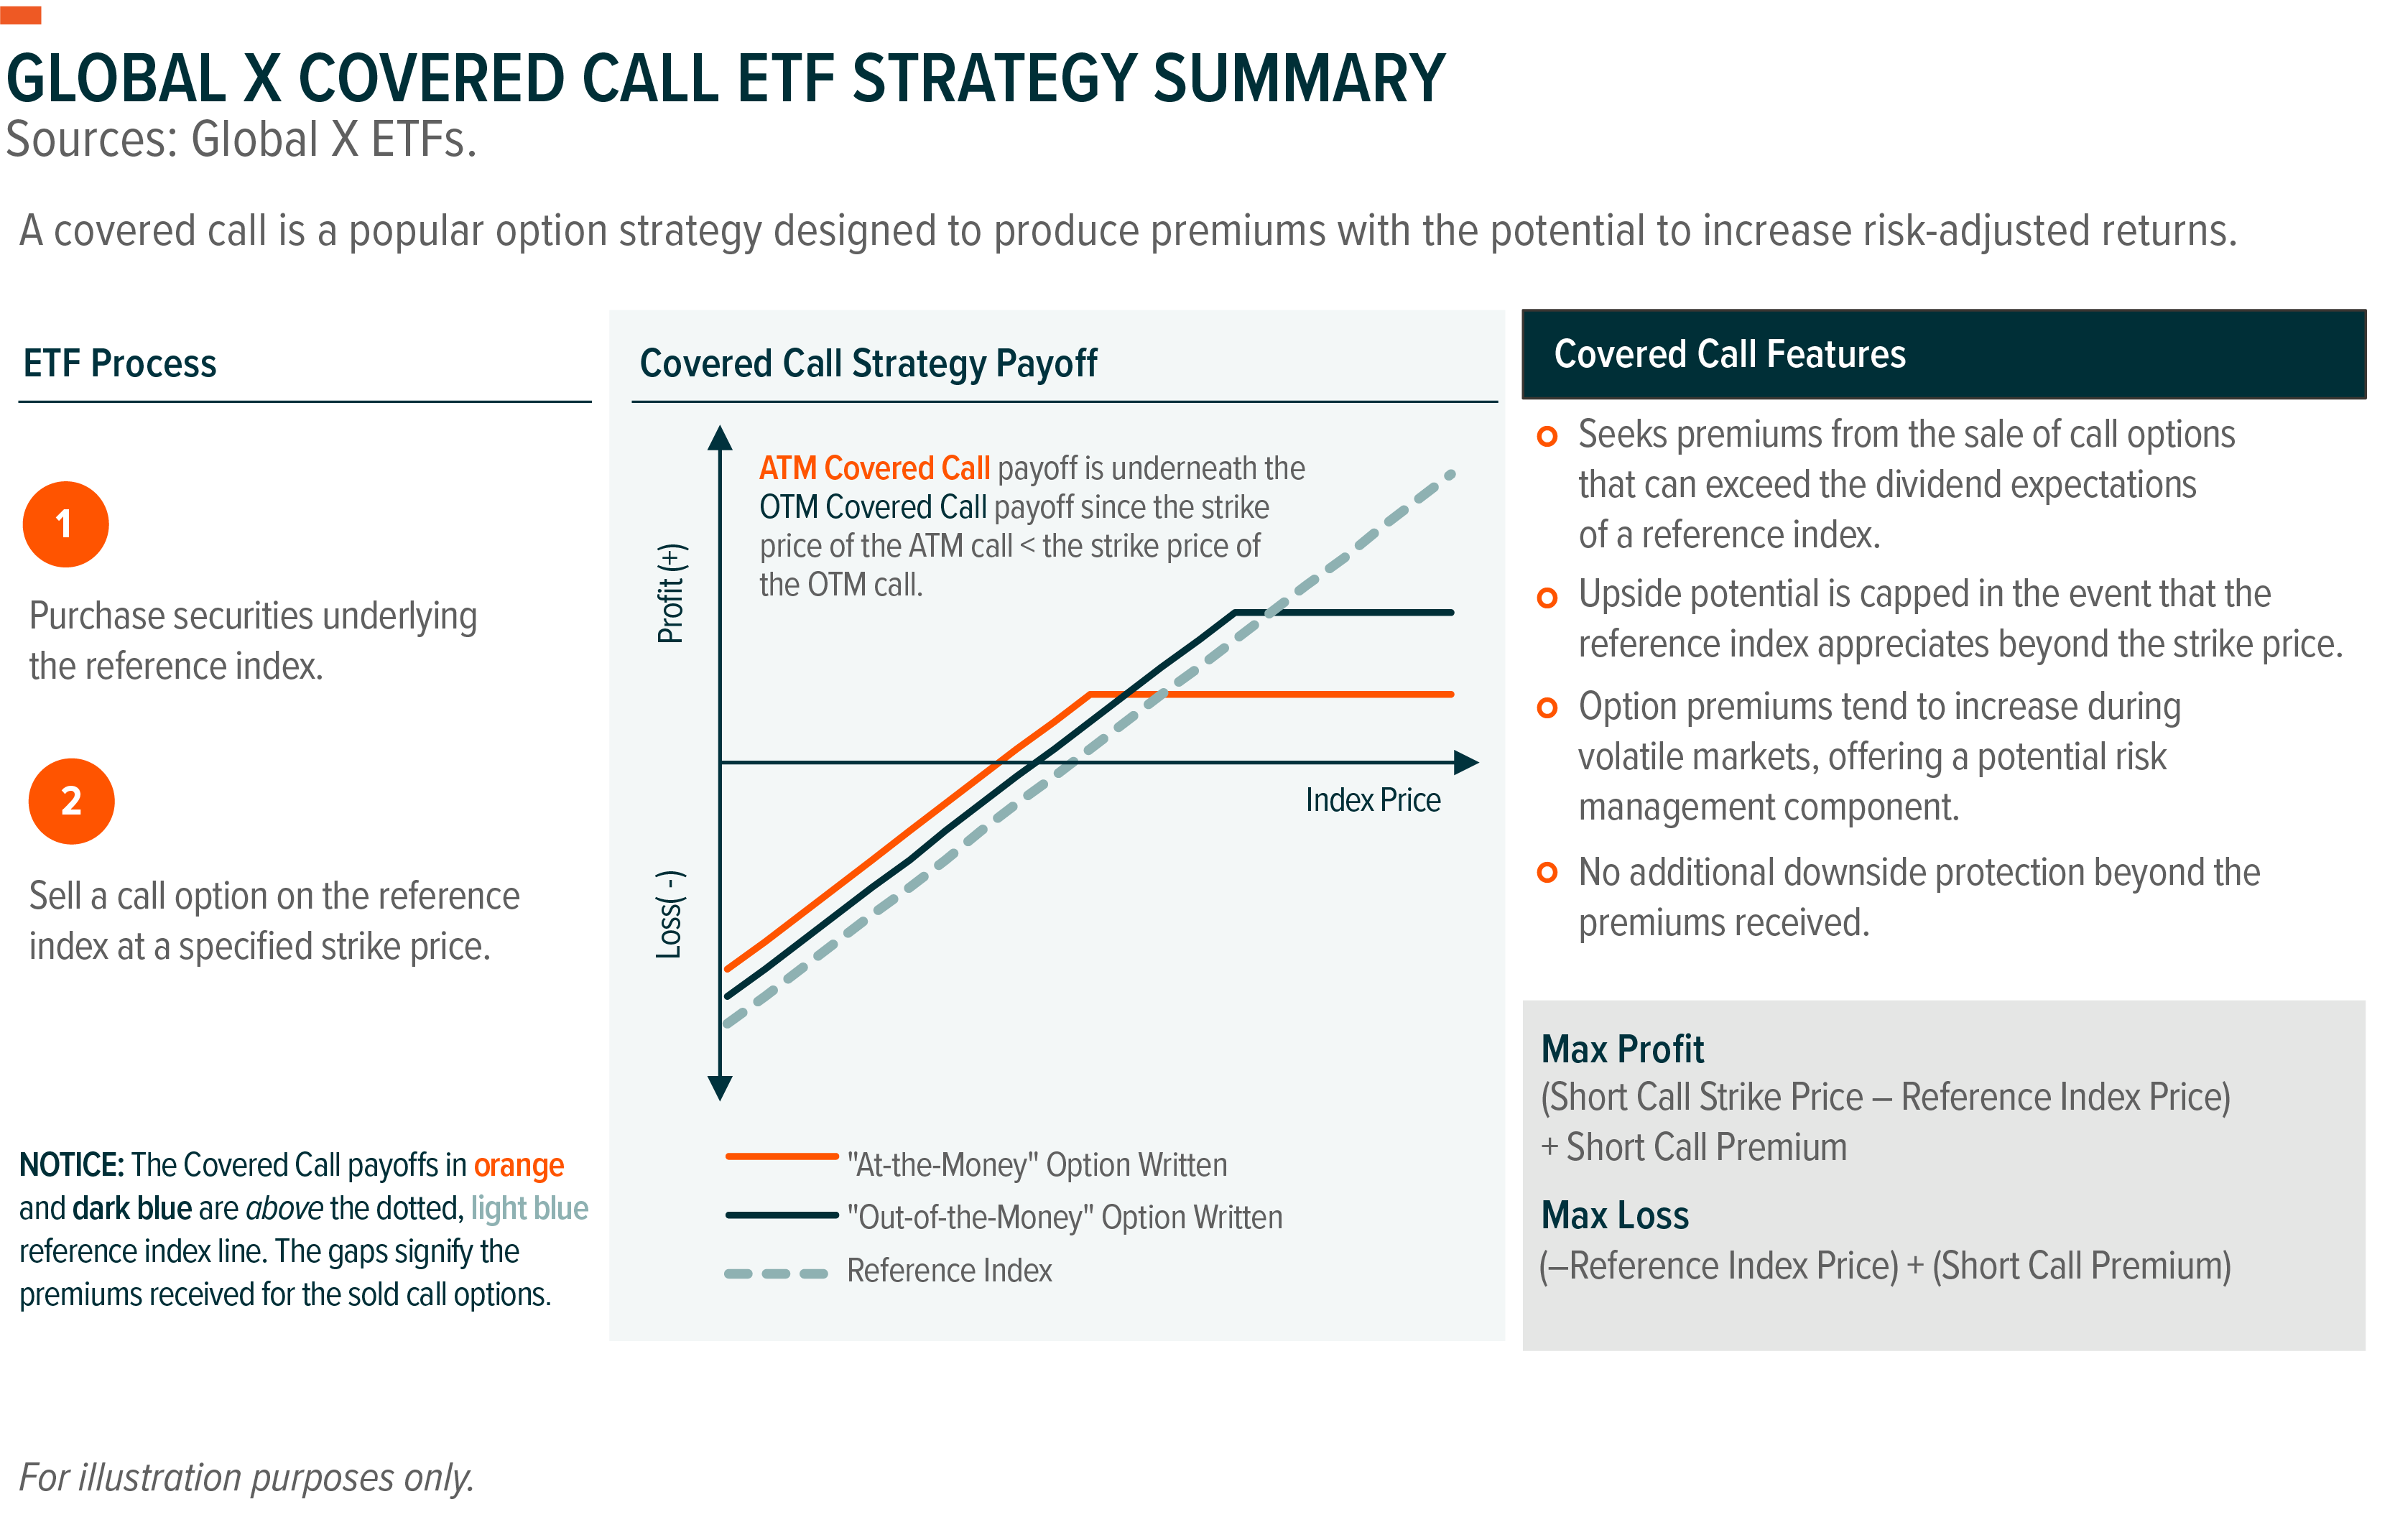 GLOBAL X COVERED CALL ETF STRATEGY SUMMARY
Sources: Global X ETFs.
A covered call is a popular option strategy designed to produce premiums with the potential to increase risk-adjusted returns.
ETF Process
1
Purchase securities underlying
the reference index.
2
Sell a call option on the reference
index at a specified strike price.
NOTICE: The Covered Call payoffs in orange
and dark blue are above the dotted, light blue
reference index line. The gaps signify the
premiums received for the sold call options.
Covered Call Strategy Payoff
ATM Covered Call payoff is underneath the
OTM Covered Call payoff since the strike
price of the ATM call < the strike price of
the OTM call.
Profit (+)
Loss( -)
Index Price
"At-the-Money" Option Written
"Out-of-the-Money" Option Written
Reference Index
Covered Call Features
Seeks premiums from the sale of call options
that can exceed the dividend expectations
of a reference index.
Upside potential is capped in the event that the
reference index appreciates beyond the strike price.
Option premiums tend to increase during
volatile markets, offering a potential risk
management component.
No additional downside protection beyond the
premiums received.
Max Profit
(Short Call Strike Price – Reference Index Price)
+ Short Call Premium
Max Loss
(–Reference Index Price) + (Short Call Premium)
For illustration purposes only.